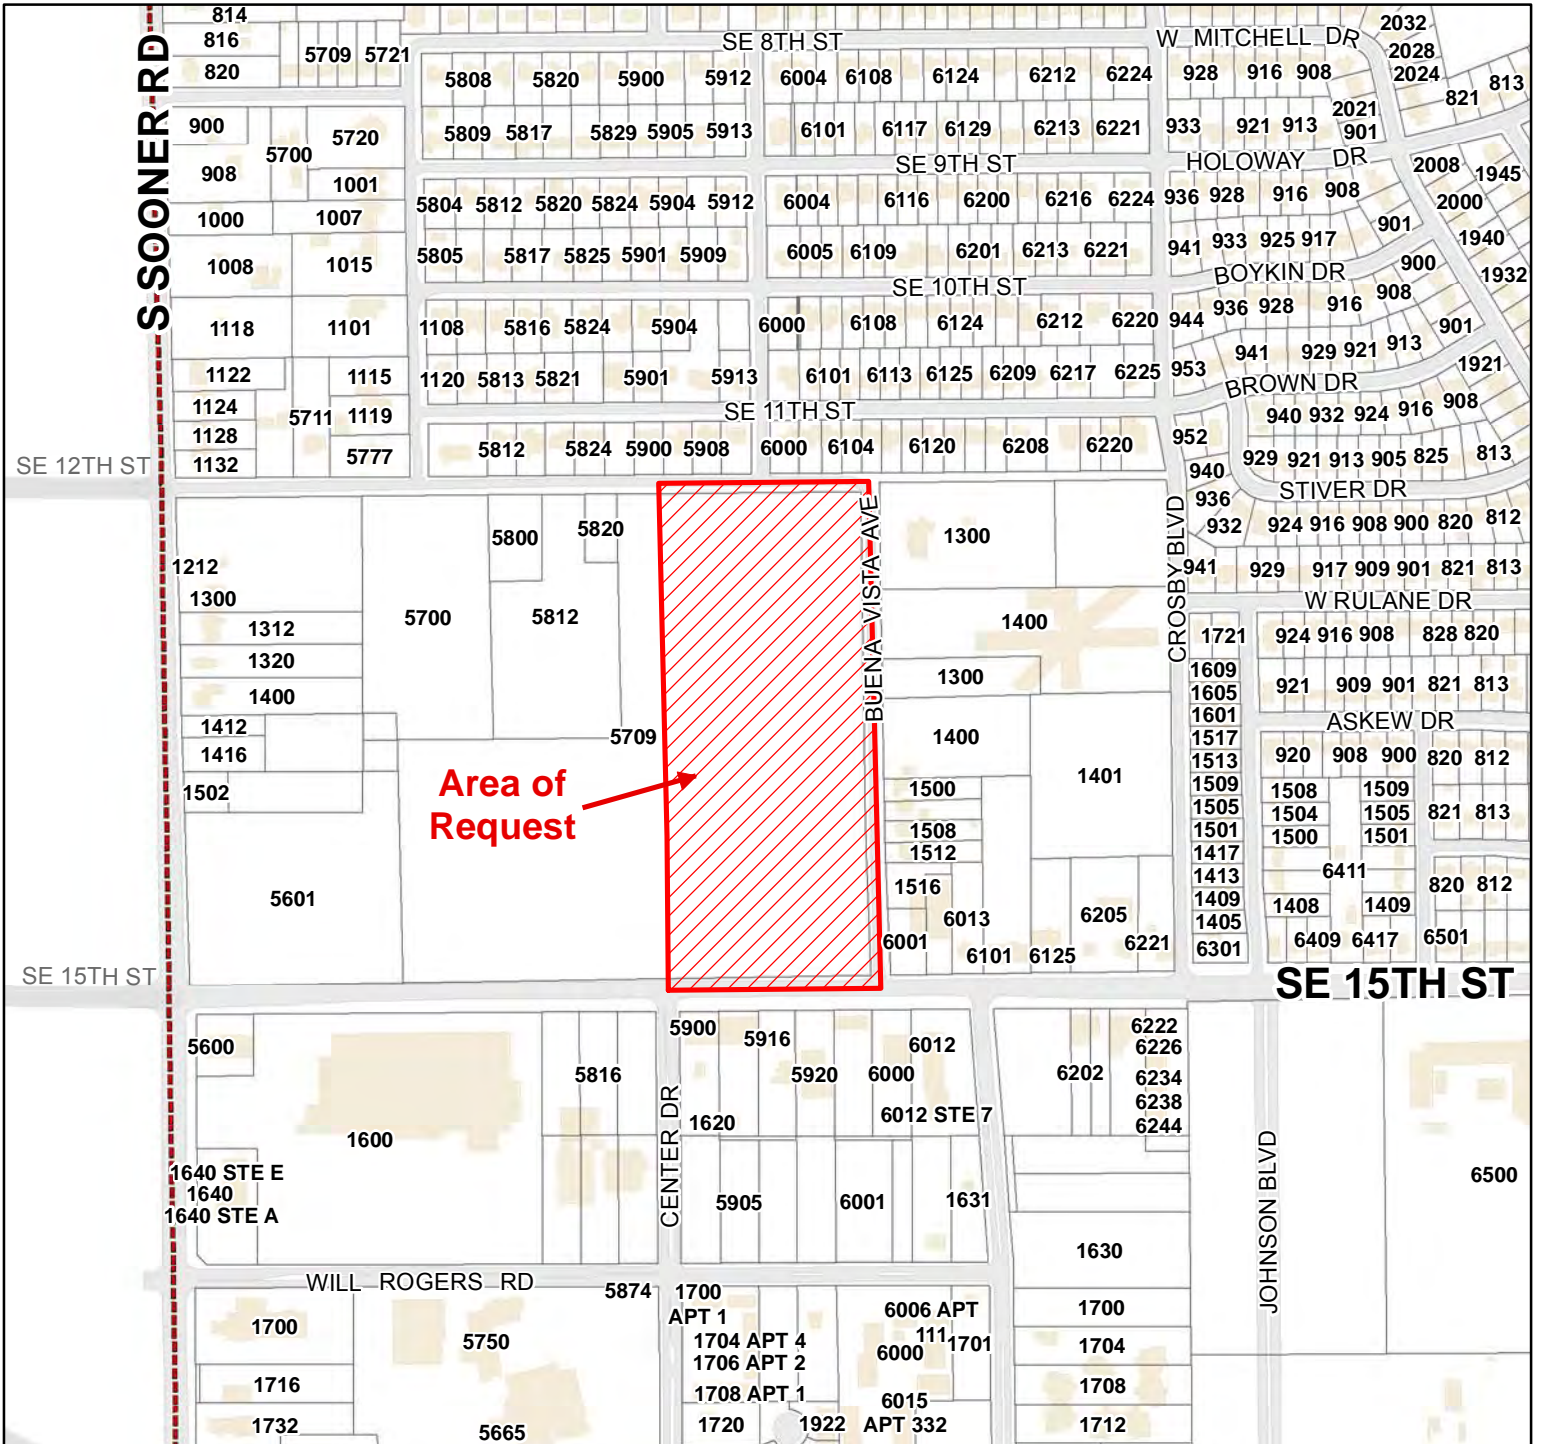 814
816
820
5709 5721
SE 8TH ST
W MITCHELL DR
2032
2028
2024
813
821
5808 5820 5900 5912 6004 6108 6124 6212 6224 928 916 908
2021
901
900
5720
5700
908
1001
5809 5817 5829 5905 5913 6101 6117 6129 6213 6221 933 921 913
SE 9TH ST
HOLOWAY DR
2008 1945
2000
1940
1932
1000 1007
5804 5812 5820 5824 5904 5912 6004 6116 6200 6216 6224 936 928 916 908
901
1008 1015
5805 5817 5825 5901 5909 6005 6109 6201 6213 6221 941 933 925 917
SE 10TH ST
BOYKIN DR
900
908
S SOONER RD
1118 1101 1108 5816 5824 5904 6000 6108 6124 6212 6220 944 936 928 916
901
1122 1115 1120 5813 5821 5901 5913 6101 6113 6125 6209 6217 6225 953 941 929 921 913
1921
BROWN DR
1124
5711 1119
SE 11TH ST
940 932 924 916 908
1128
1132
5777
5812 5824 5900 5908 6000 6104 6120 6208 6220 952
929 921 913 905 825 813
940
SE 12TH ST
STIVER DR
936
932 924 916 908 900 820 812
5800 5820
BUENA VISTA AVE
1300
CROSBY BLVD
1212
1300
941 929 917 909 901 821 813
W RULANE DR
1312
5700 5812
1400
1721 924 916 908 828 820
1320
1400
1300
1609
1605
1601
921 909 901 821 813
1412
1416
5709
1400
ASKEW DR
1517
1513
920 908 900 820 812
1502
Area of
Request
1401
1500
1508
1512
1509
1505
1501
1508 1509
1504 1505
1500 1501
821 813
5601
1516
6013
6001
6101 6125
6205
6221
1417
1413
1409
1405
6301
6411
1408 1409
6409 6417
820 812
6501
SE 15TH ST
SE 15TH ST
5600
5816
5900
5916
5920 6000
6012
6202
6222
6226
6234
6238
6244
1600
CENTER DR
1620
6012 STE 7
1640 STE E
1640
1640 STE A
5905 6001 1631
JOHNSON BLVD
6500
1630
WILL ROGERS RD
5874
1700
APT 1
1700
5750
1704 APT 4
1706 APT 2
6006 APT
111
6000
1701
1700
1704
1716
1708 APT 1
6015
APT 332
1708
1732
5665
1720
1922
1712